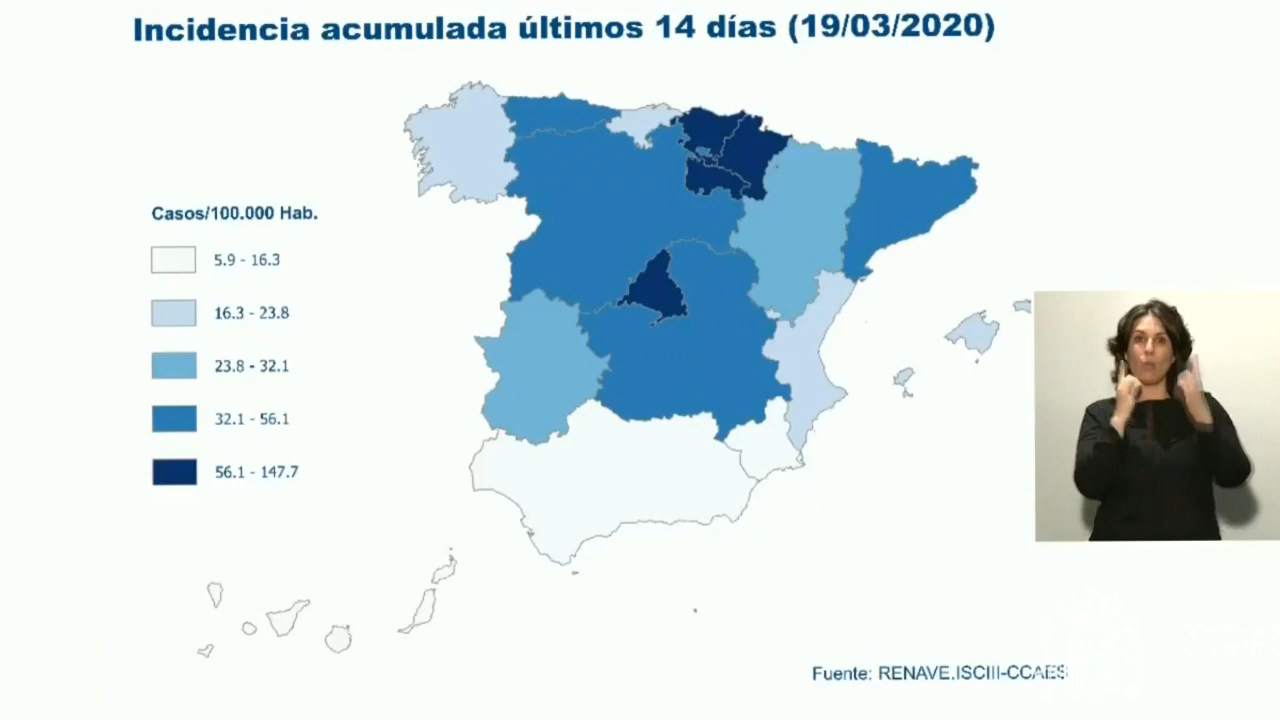 Incidencia acumulada últimos 14 días (19/03/2020)
Casos/100.000 Hab.
5.9 - 16.3
16.3 - 23.8
23.8 - 32.1
32.1 - 56.1
56.1 - 147.7
Fuente: RENAVE.ISCIII-CCAES